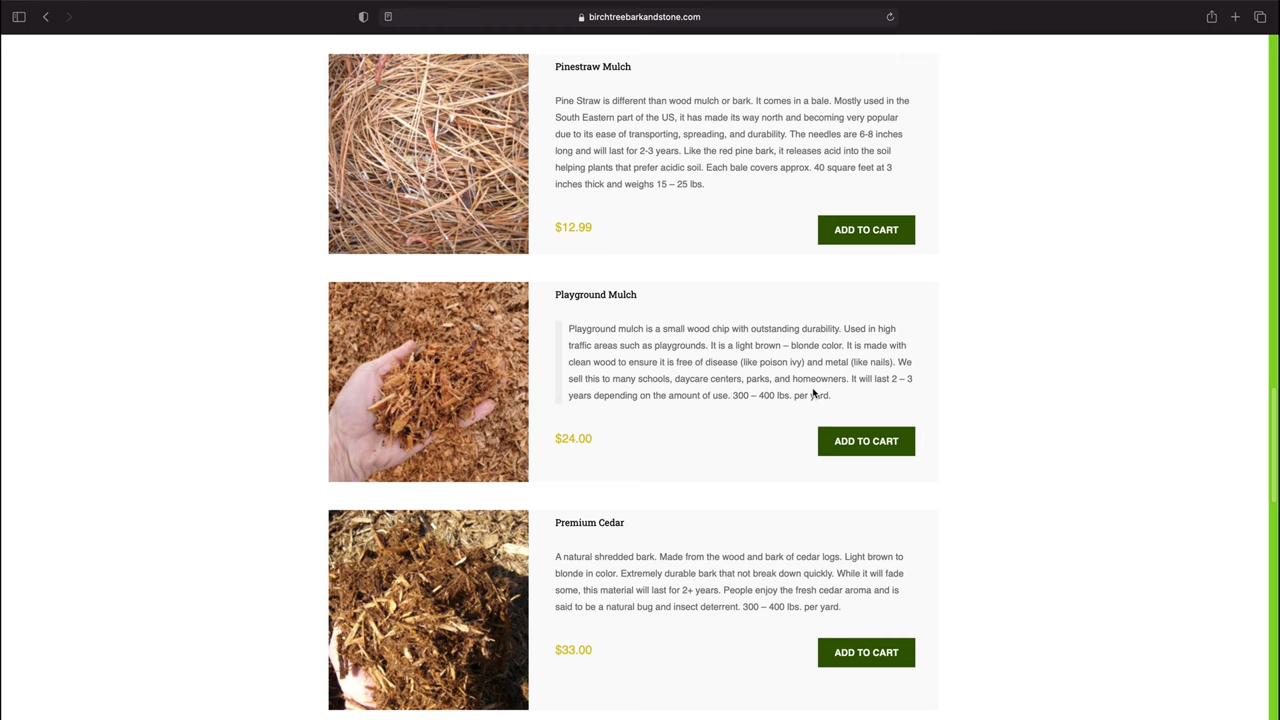 birchtreebarkandstone.com
Pinestraw Mulch
Pine Straw is different than wood mulch or bark. It comes in a bale. Mostly used in the
South Eastern part of the US, it has made its way north and becoming very popular
due to its ease of transporting, spreading, and durability. The needles are 6-8 inches
long and will last for 2-3 years. Like the red pine bark, it releases acid into the soil
helping plants that prefer acidic soil. Each bale covers approx. 40 square feet at 3
inches thick and weighs 15 – 25 lbs.
$12.99
ADD TO CART
Playground Mulch
Playground mulch is a small wood chip with outstanding durability. Used in high
traffic areas such as playgrounds. It is a light brown – blonde color. It is made with
clean wood to ensure it is free of disease (like poison ivy) and metal (like nails). We
sell this to many schools, daycare centers, parks, and homeowners. It will last 2 – 3
years depending on the amount of use. 300 – 400 lbs. per yard.
$24.00
ADD TO CART
Premium Cedar
A natural shredded bark. Made from the wood and bark of cedar logs. Light brown to
blonde in color. Extremely durable bark that not break down quickly. While it will fade
some, this material will last for 2+ years. People enjoy the fresh cedar aroma and is
said to be a natural bug and insect deterrent. 300 – 400 lbs. per yard.
$33.00
ADD TO CART